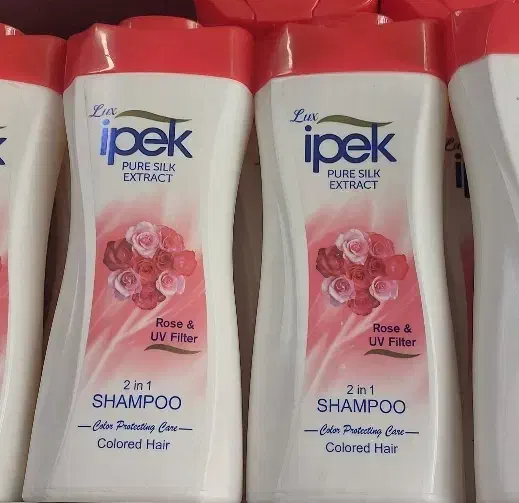 Lux
ipek
PURE SILK
EXTRACT
Rose &
UV Filter
2 in 1
SHAMPOO
Color Protecting Care
Colored Hair
Lux
ipek
PURE SILK
EXTRACT
Rose &
UV Filter
2 in 1
SHAMPOO
Color Protecting Care
Colored Hair